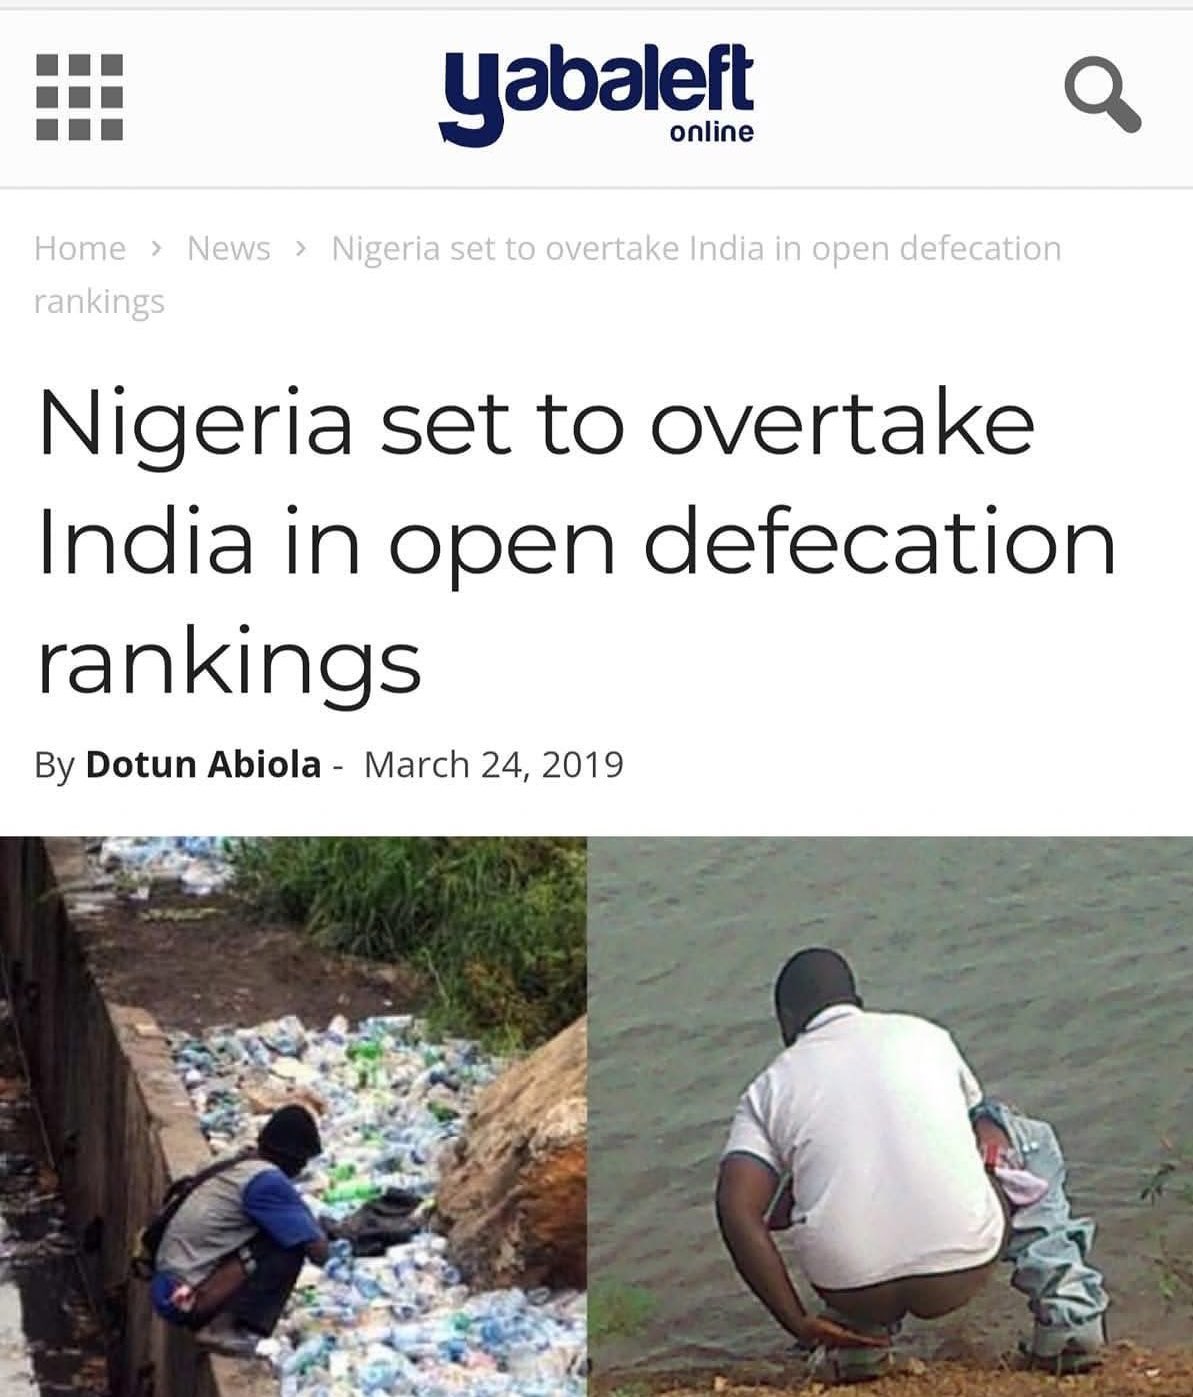 yabaleft
online
Home > News > Nigeria set to overtake India in open defecation
rankings
Nigeria set to overtake
India in open defecation
rankings
By Dotun Abiola - March 24, 2019